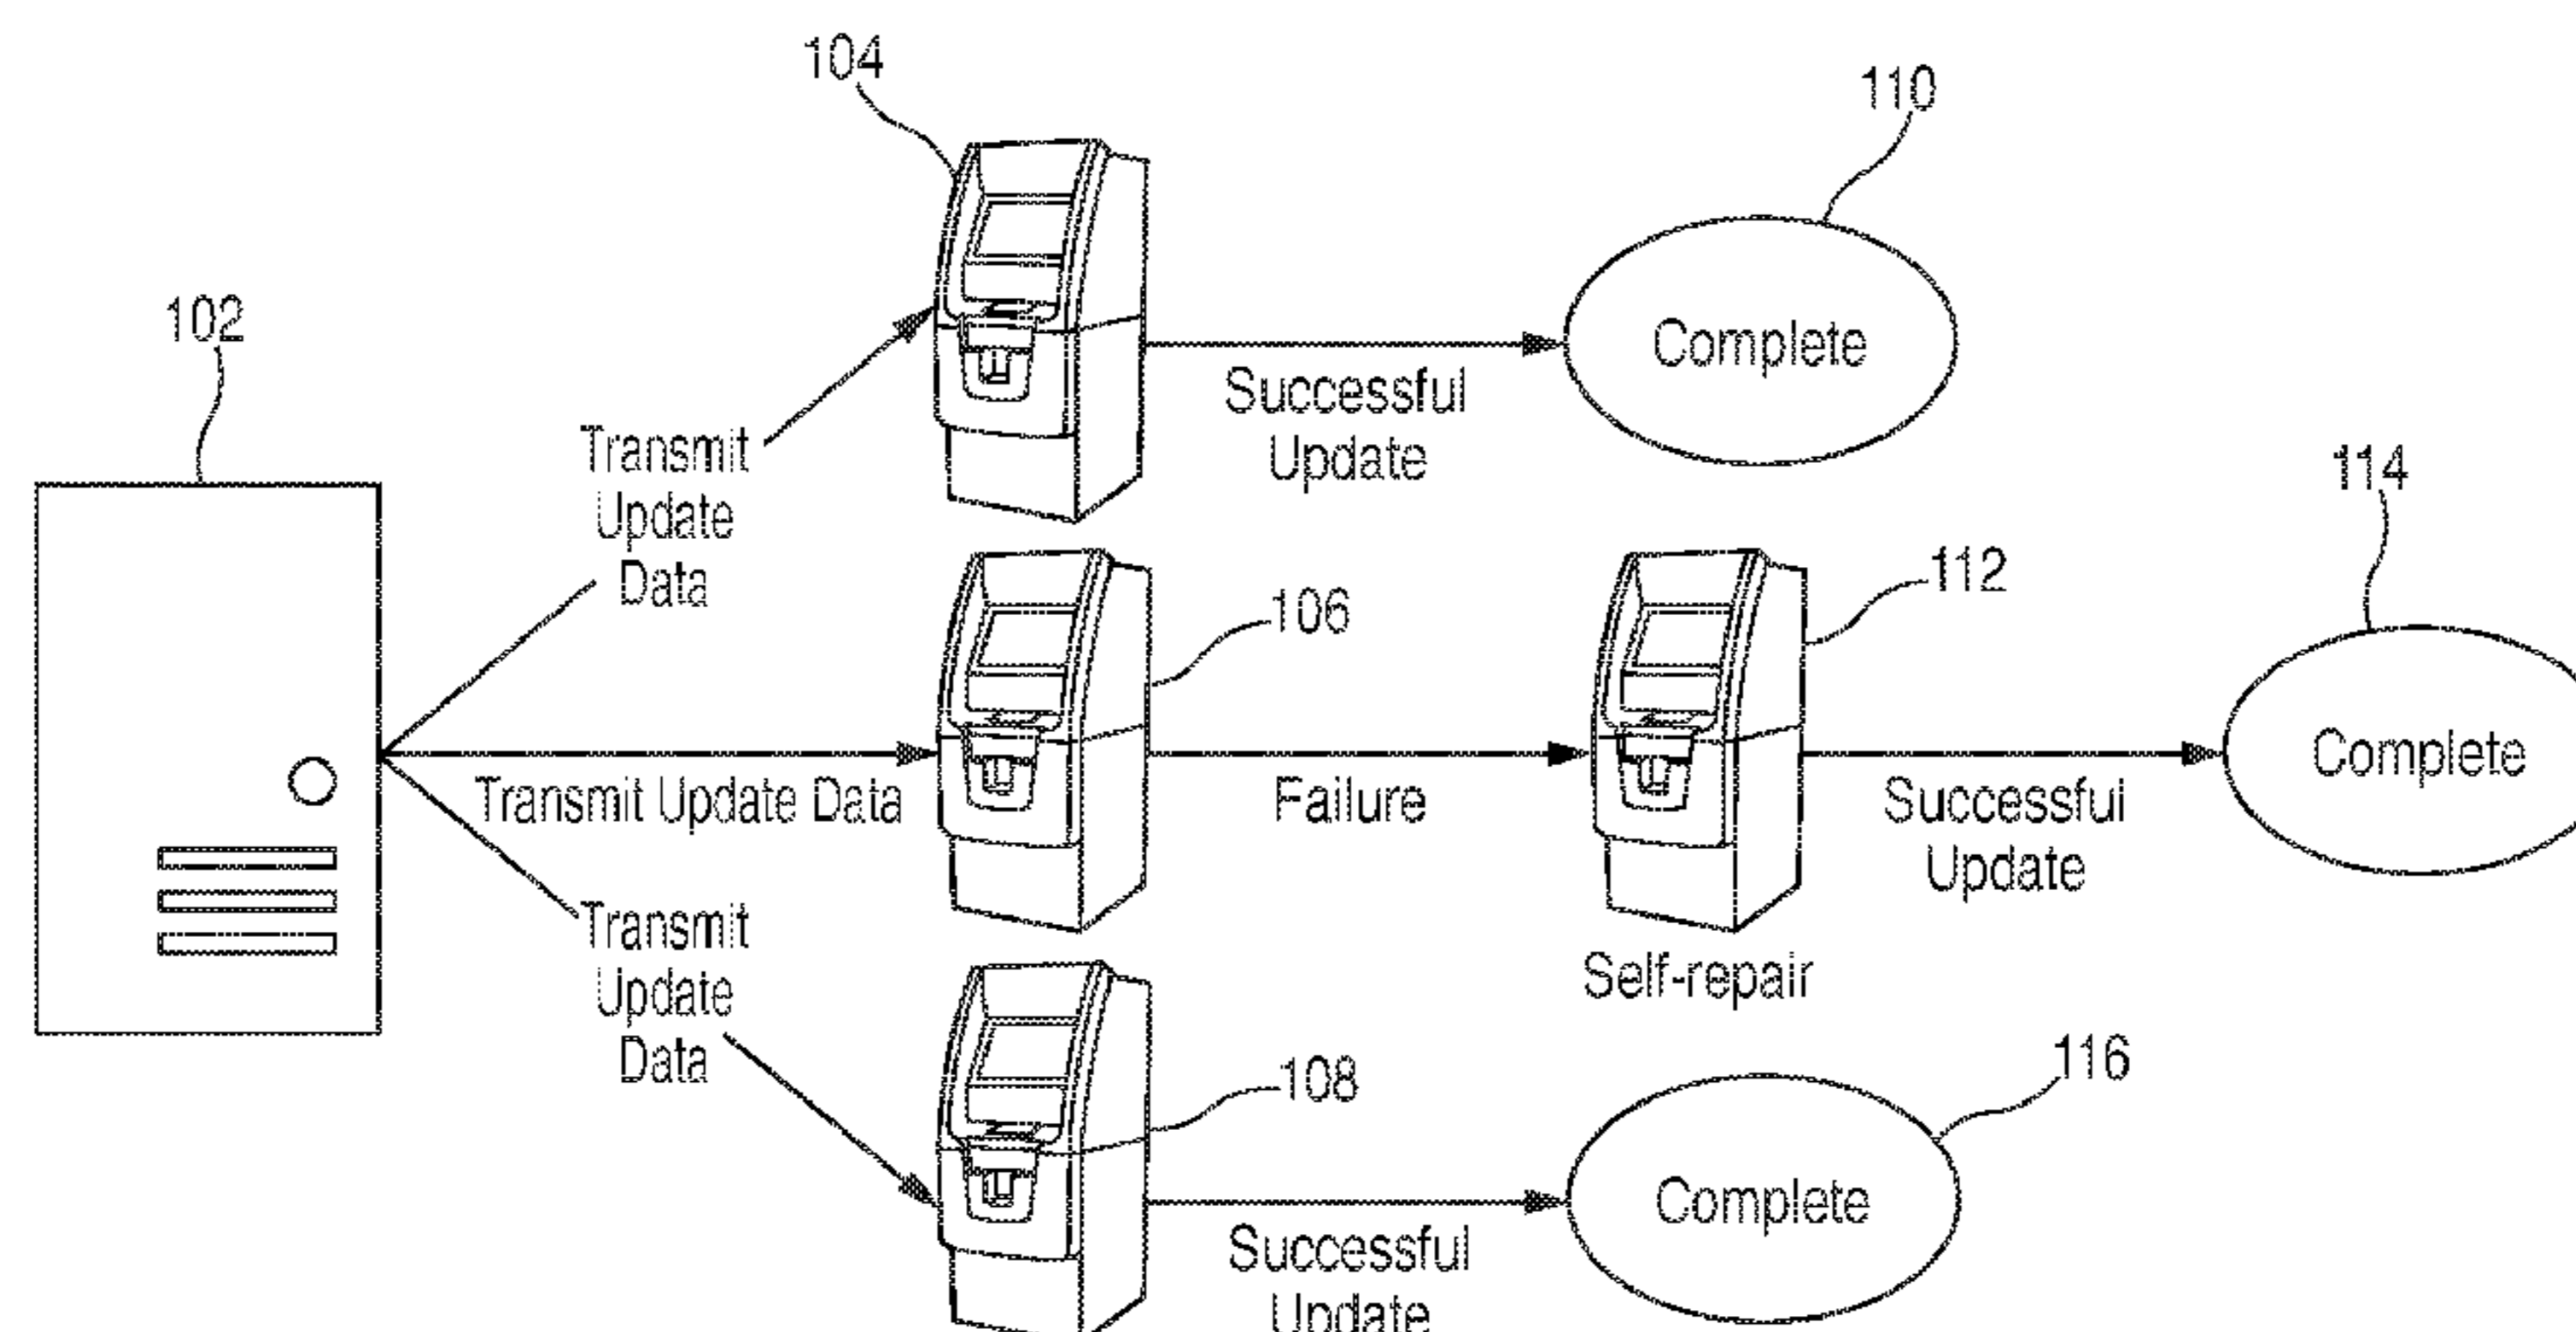 104
110
102
Complete
Successful
Update
Transmit
Update
Data
114
112
106
Complete
Transmit Update Data
Failure
Successful
Update
Transmit
Update
Data
Self-repair
116
108
Complete
Successful
Update